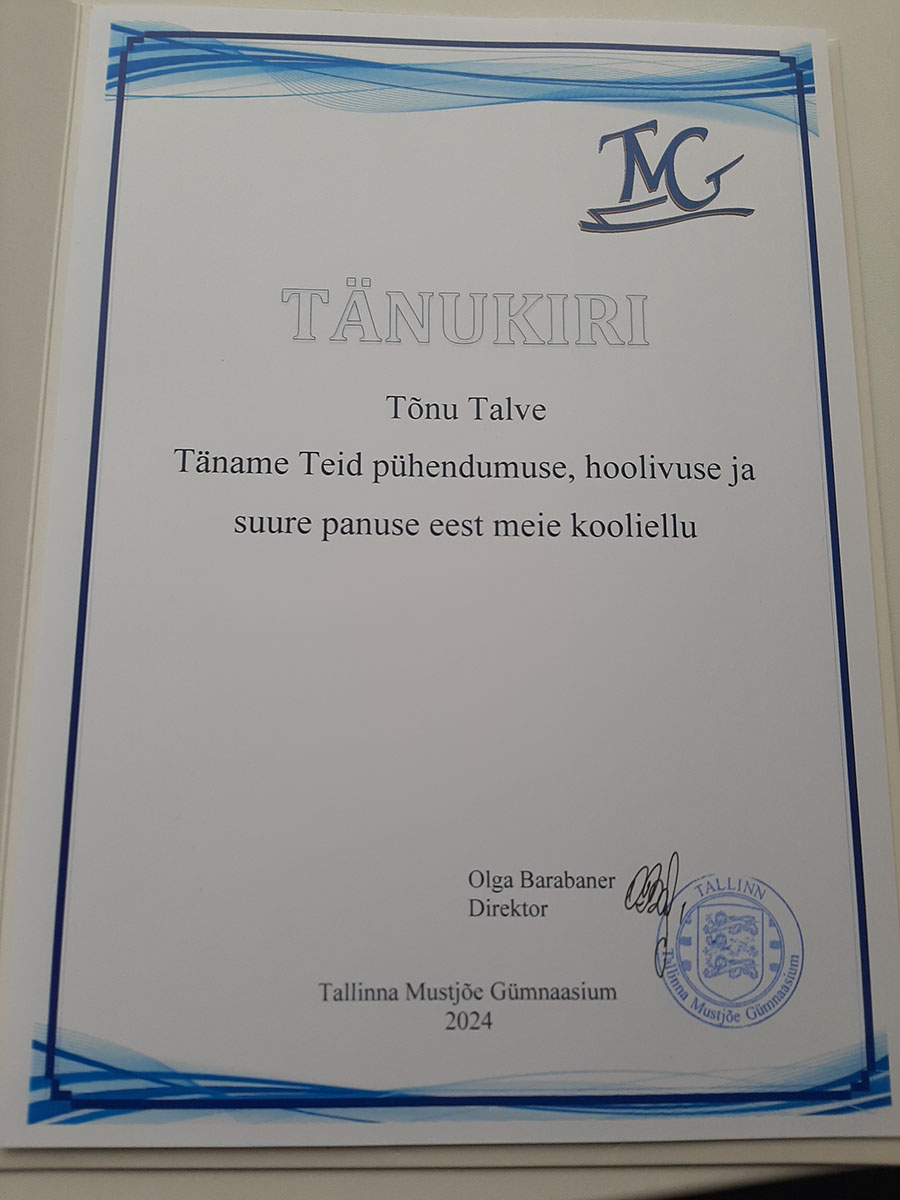 TMG
TÄNUKIRI
Tõnu Talve
Täname Teid pühendumuse, hoolivuse ja
suure panuse eest meie kooliellu
Olga Barabaner
Direktor
TALLINN
Tallinna Mustjõe Gümnaasium
Tallinna Mustjõe Gümnaasium
2024